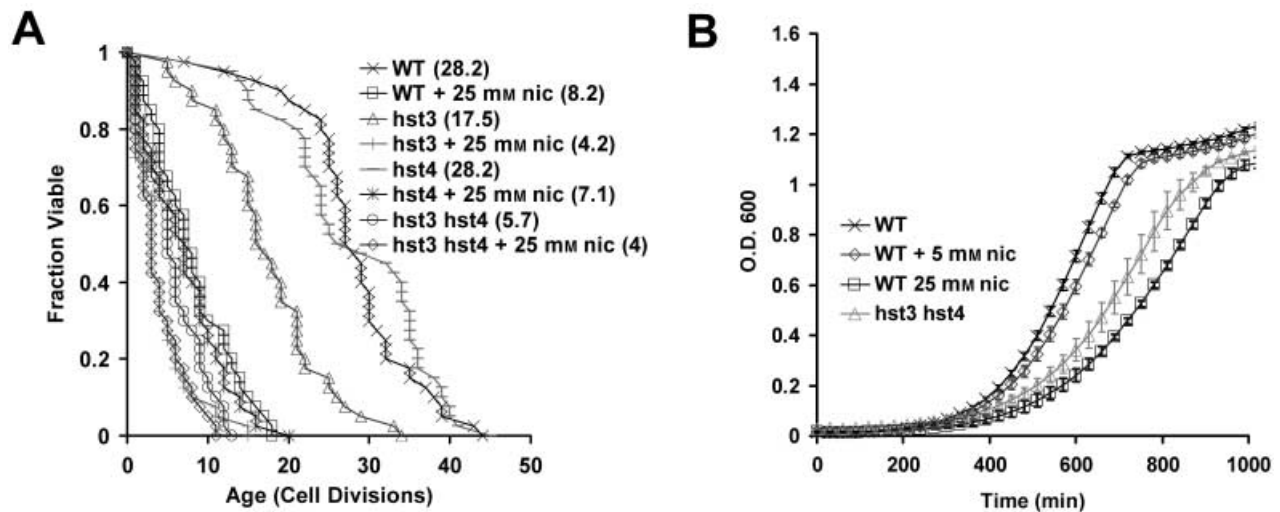 A
Fraction Viable
1
0.8
0.6
0.4
0.2
0
0 10 20 30 40 50
Age (Cell Divisions)
WT (28.2)
WT + 25 mM nic (8.2)
hst3 (17.5)
hst3 + 25 mM nic (4.2)
hst4 (28.2)
hst4 + 25 mM nic (7.1)
hst3 hst4 (5.7)
hst3 hst4 + 25 mM nic (4)
B
O.D. 600
1.6
1.4
1.2
1
0.8
0.6
0.4
0.2
0
0 200 400 600 800 1000
Time (min)
WT
WT + 5 mM nic
WT 25 mM nic
hst3 hst4